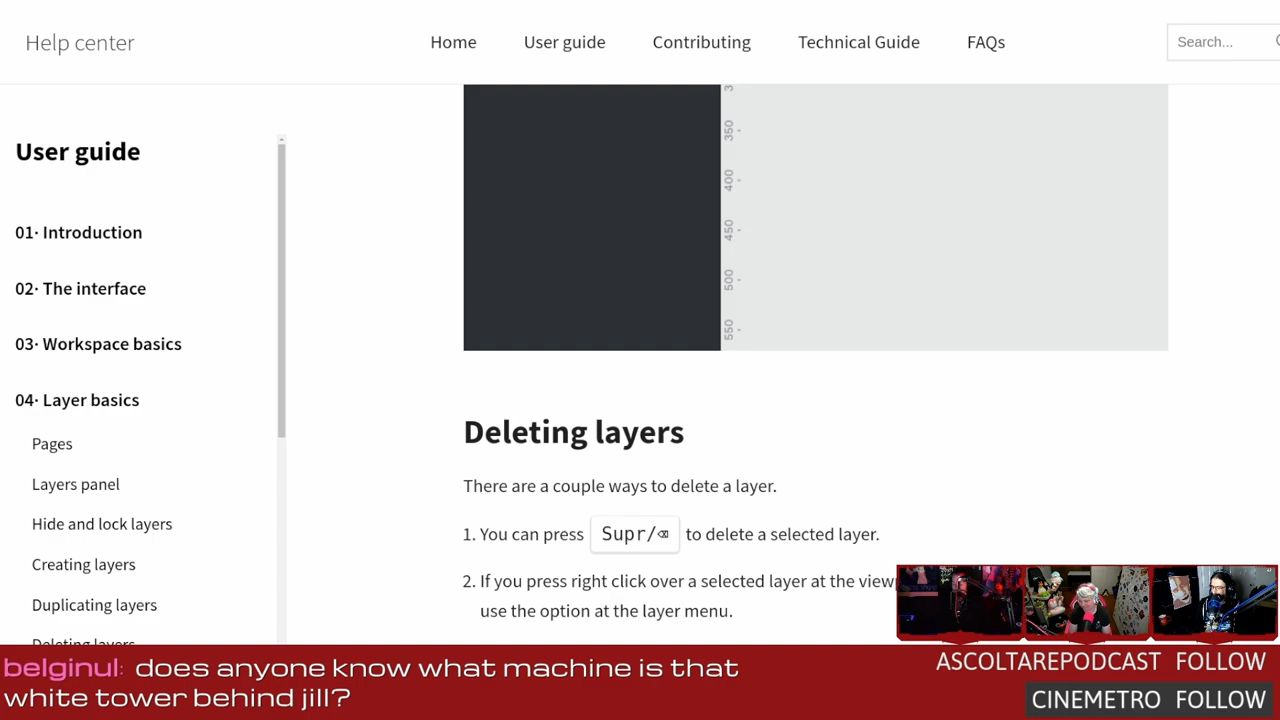 Help center
Home
User guide
Contributing
Technical Guide
FAQs
Search...
User guide
01· Introduction
02· The interface
03· Workspace basics
04· Layer basics
Pages
Layers panel
Hide and lock layers
Creating layers
Duplicating layers
Deleting layers
350
400
450
500
550
Deleting layers
There are a couple ways to delete a layer.
1. You can press Supr/⌫ to delete a selected layer.
2. If you press right click over a selected layer at the view
use the option at the layer menu.
belginul: does anyone know what machine is that
white tower behind jill?
ASCOLTAREPODCAST FOLLOW
CINEMETRO FOLLOW